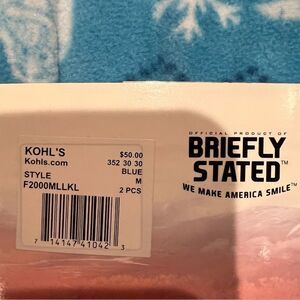 KOHL'S $50.00
Kohls.com 352 30 30
STYLE BLUE
F2000MLLKL M
2 PCS
7 14147 41042 3
OFFICIAL PRODUCT OF
BRIEFLY
STATED™
WE MAKE AMERICA SMILE™